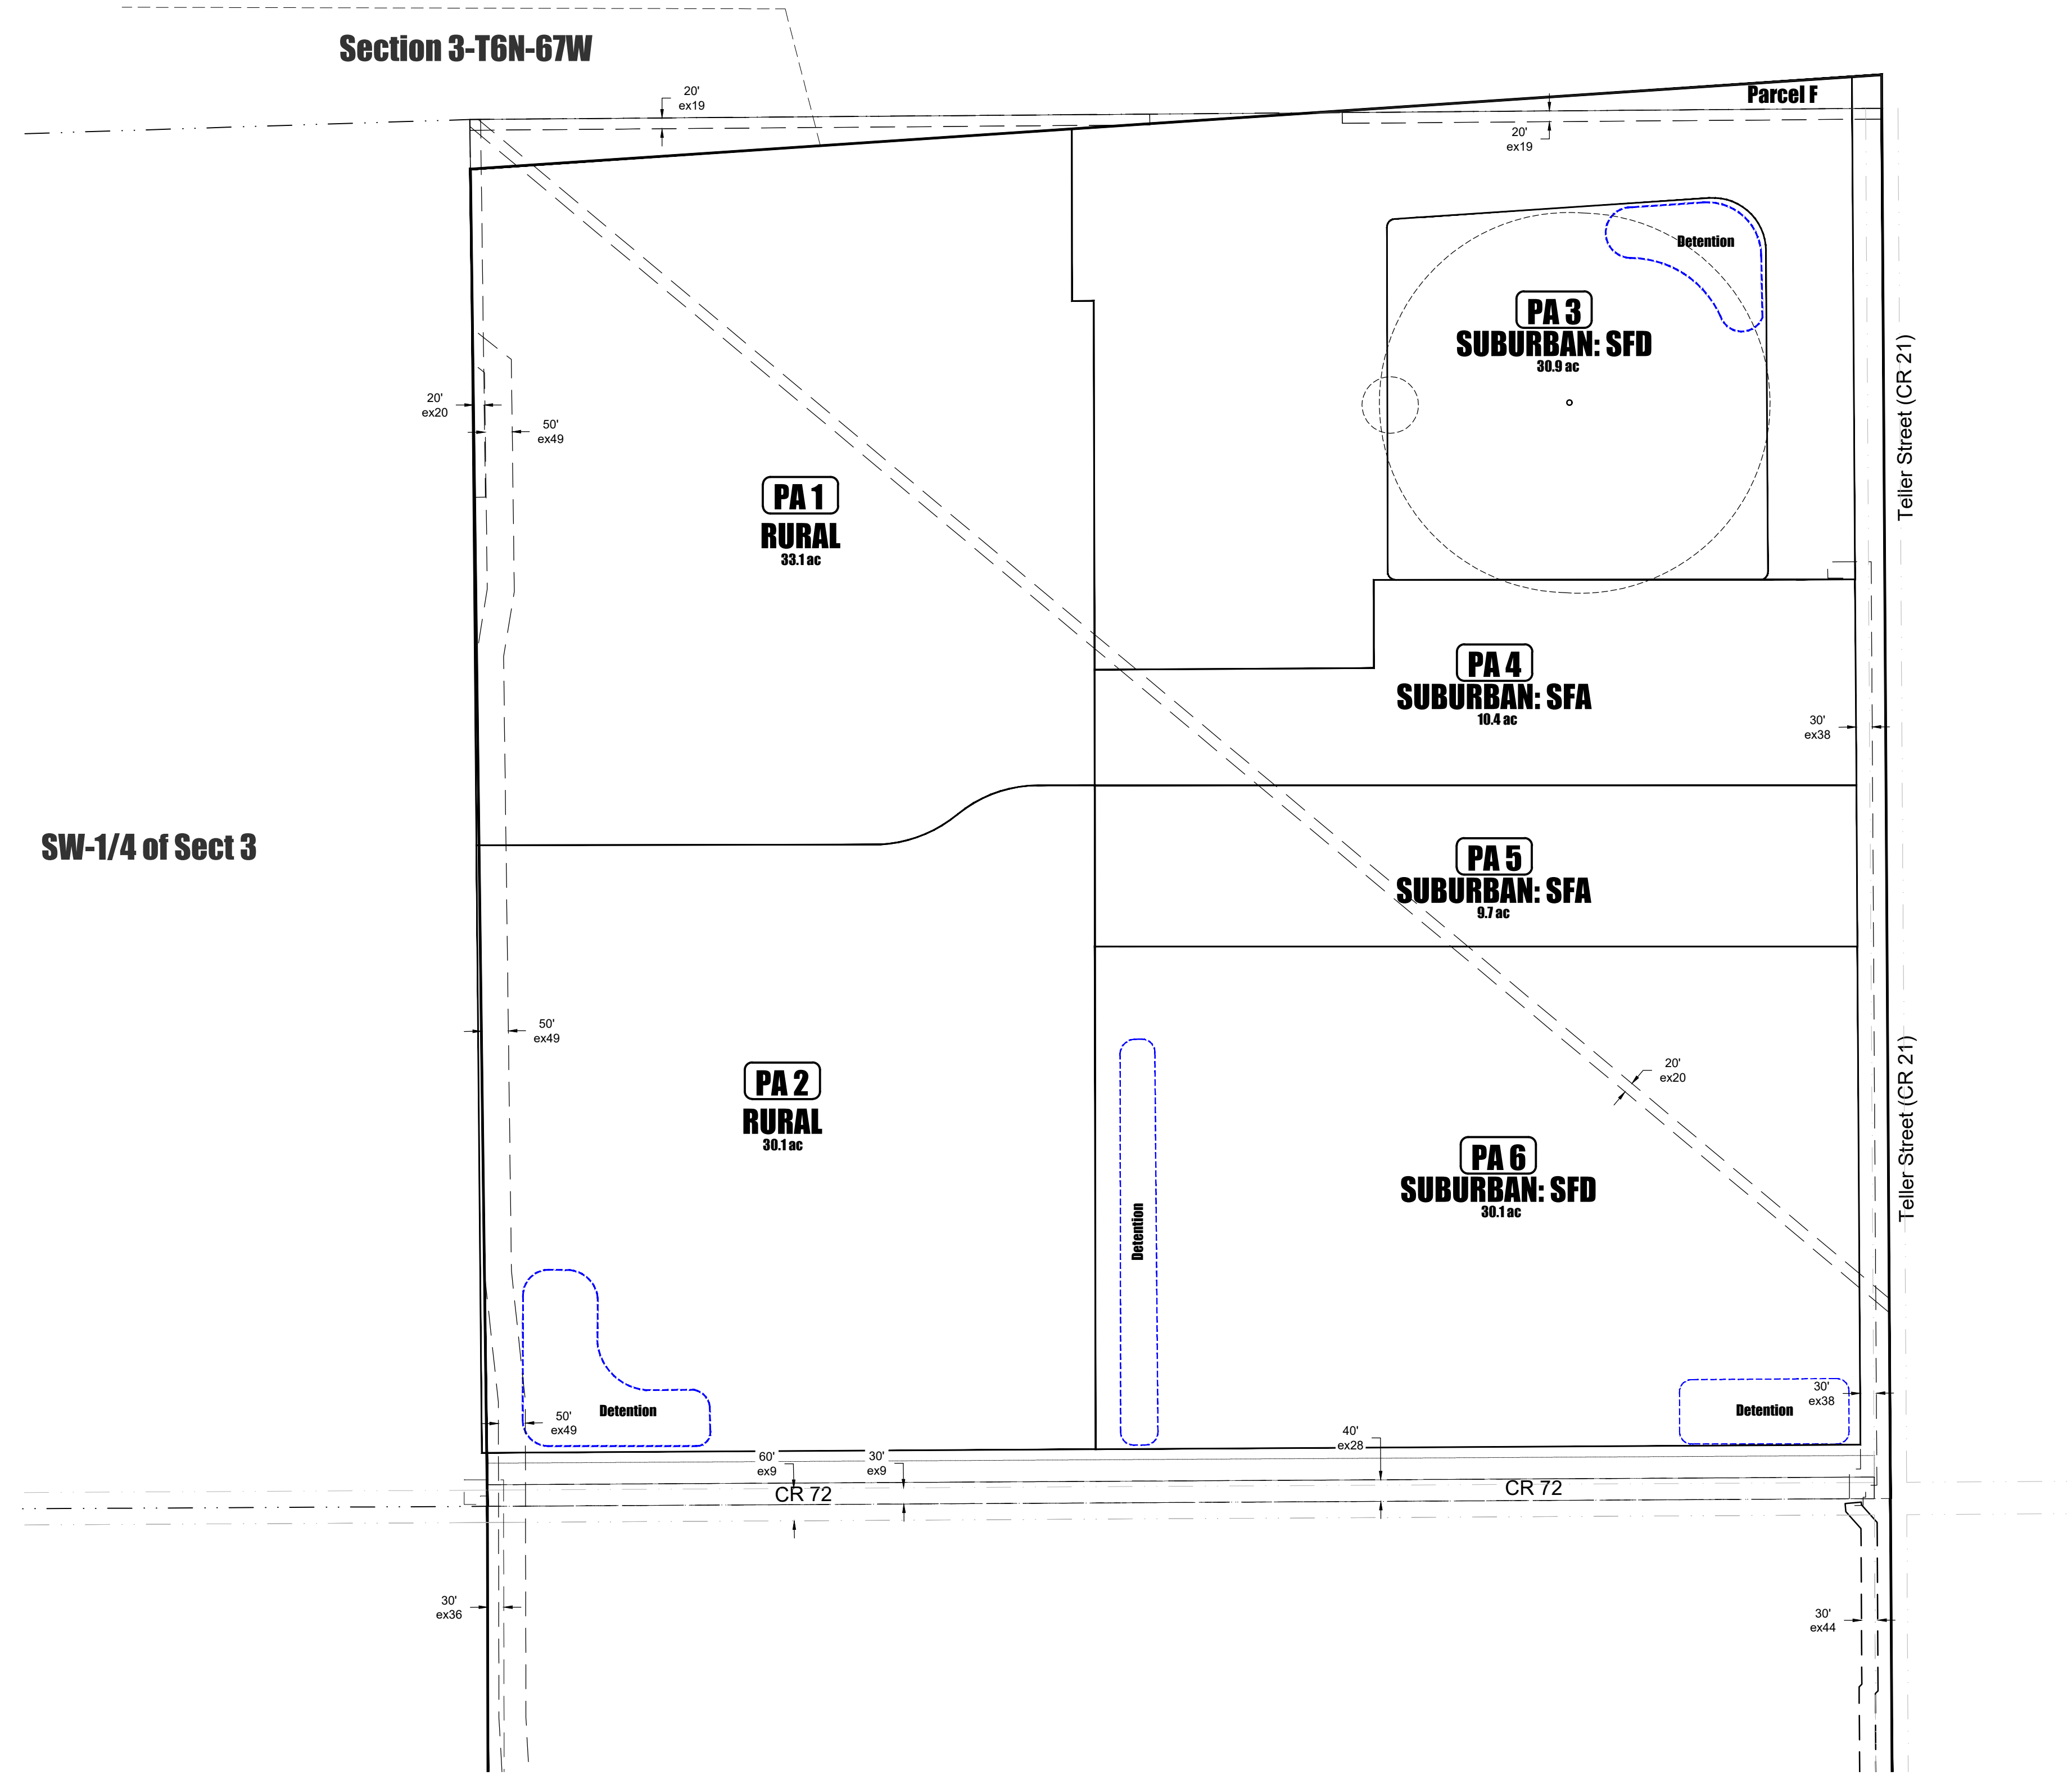 Section 3-T6N-67W
Parcel F
20'
ex19
20'
ex19
Detention
PA 3
SUBURBAN: SFD
30.9 ac
Teller Street (CR 21)
20'
ex20
50'
ex49
PA 1
RURAL
33.1 ac
PA 4
SUBURBAN: SFA
10.4 ac
30'
ex38
SW-1/4 of Sect 3
PA 5
SUBURBAN: SFA
9.7 ac
50'
ex49
20'
ex20
Teller Street (CR 21)
PA 2
RURAL
30.1 ac
PA 6
SUBURBAN: SFD
30.1 ac
Detention
30'
ex38
Detention
50'
ex49
Detention
60'
ex9
30'
ex9
40'
ex28
CR 72
CR 72
30'
ex36
30'
ex44